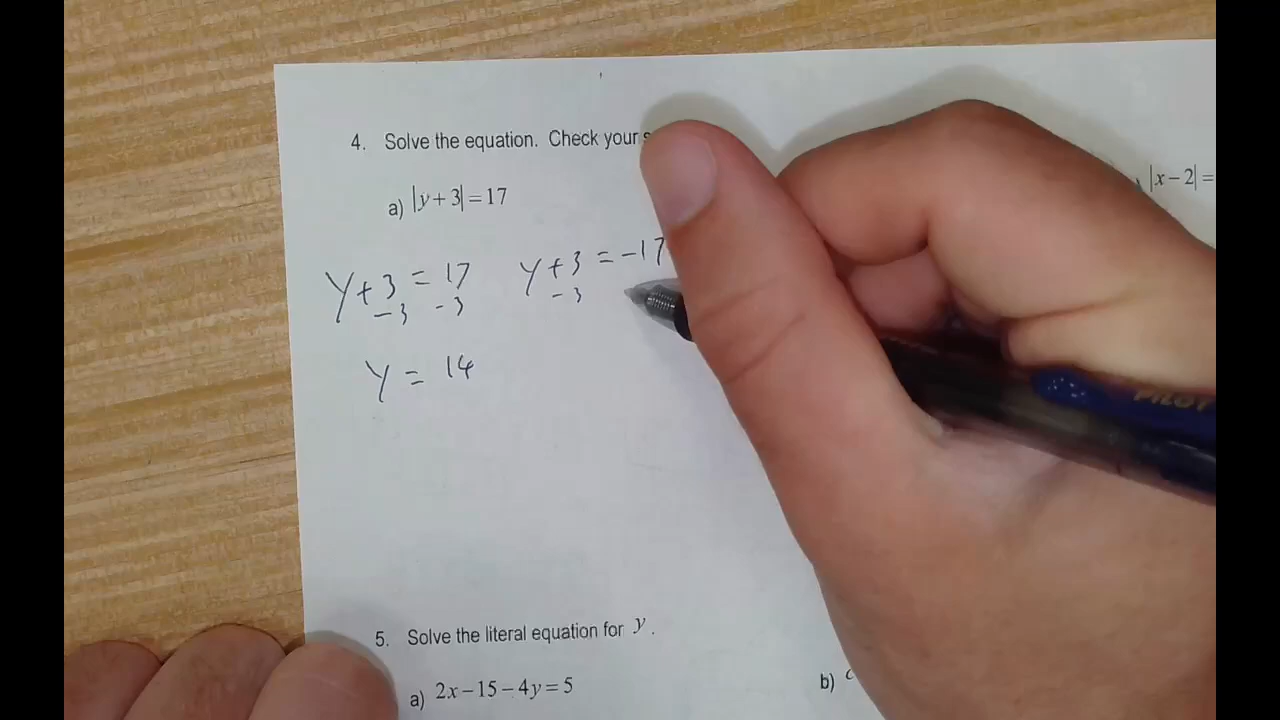 4. Solve the equation. Check your
a) |y + 3| = 17
|x − 2| =
y + 3 = 17
y + 3 = −17
− 3 − 3
− 3
y = 14
5. Solve the literal equation for y.
a) 2x − 15 − 4y = 5
b)
PILOT